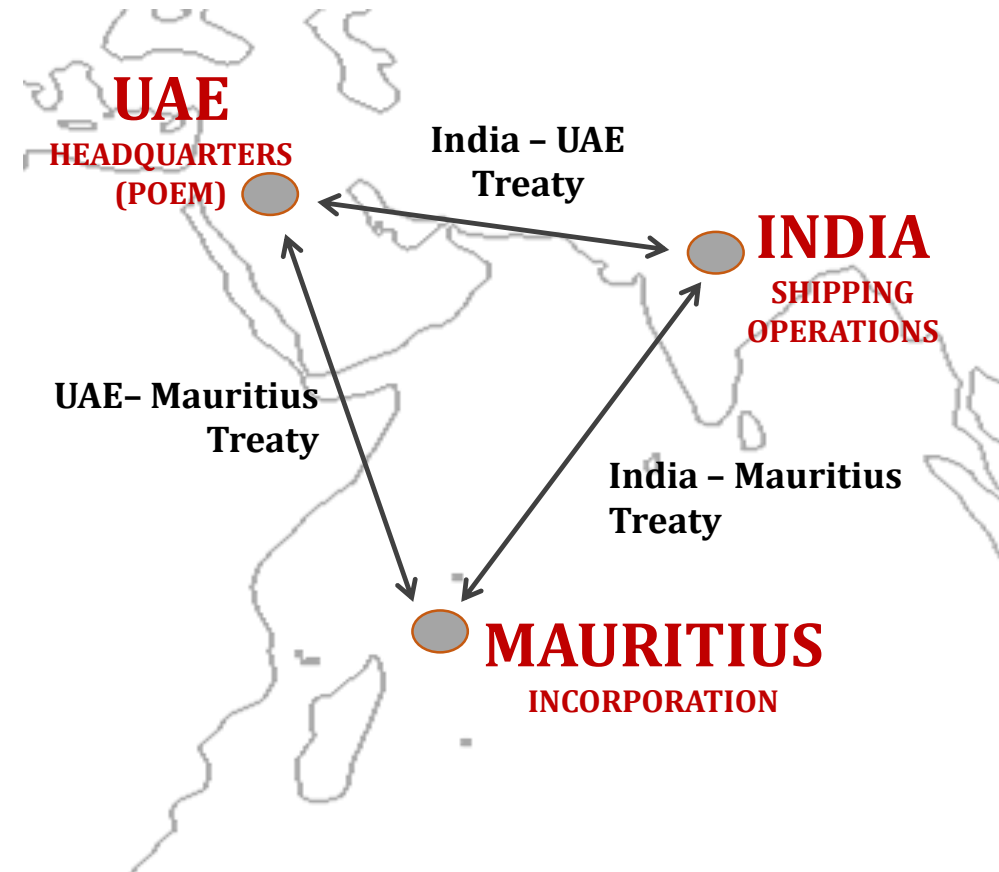 UAE
HEADQUARTERS
(POEM)
India – UAE
Treaty
INDIA
SHIPPING
OPERATIONS
UAE– Mauritius
Treaty
India – Mauritius
Treaty
MAURITIUS
INCORPORATION